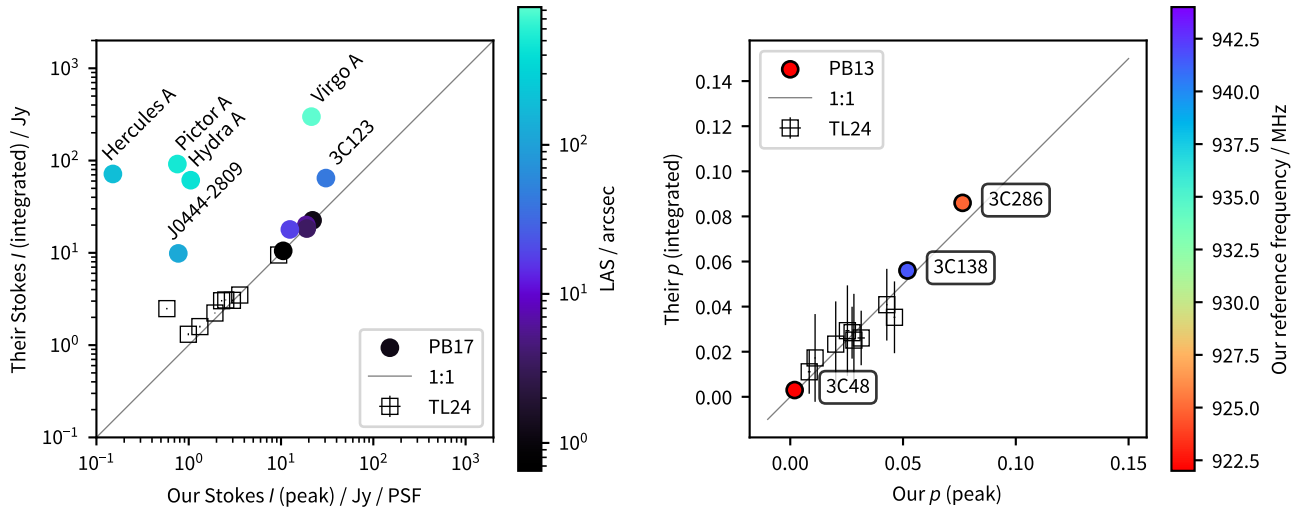 Their Stokes I (integrated) / Jy
10³
10²
10¹
10⁰
10⁻¹
10⁻¹
10⁰
10¹
10²
10³
Our Stokes I (peak) / Jy / PSF
Hercules A
Pictor A
Hydra A
J0444-2809
Virgo A
3C123
PB17
1:1
TL24
10²
10¹
10⁰
LAS / arcsec
Their p (integrated)
0.14
0.12
0.10
0.08
0.06
0.04
0.02
0.00
0.00
0.05
0.10
0.15
Our p (peak)
PB13
1:1
TL24
3C286
3C138
3C48
942.5
940.0
937.5
935.0
932.5
930.0
927.5
925.0
922.5
Our reference frequency / MHz